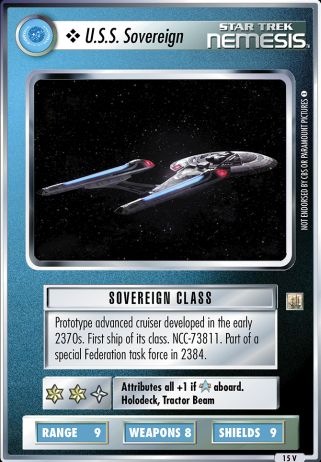 ❖ U.S.S. Sovereign
STAR TREK
NEMESIS™
NOT ENDORSED BY CBS OR PARAMOUNT PICTURES
SOVEREIGN CLASS
Prototype advanced cruiser developed in the early
2370s. First ship of its class. NCC-73811. Part of a
special Federation task force in 2384.
Attributes all +1 if aboard.
Holodeck, Tractor Beam
RANGE 9 WEAPONS 8 SHIELDS 9
15 V